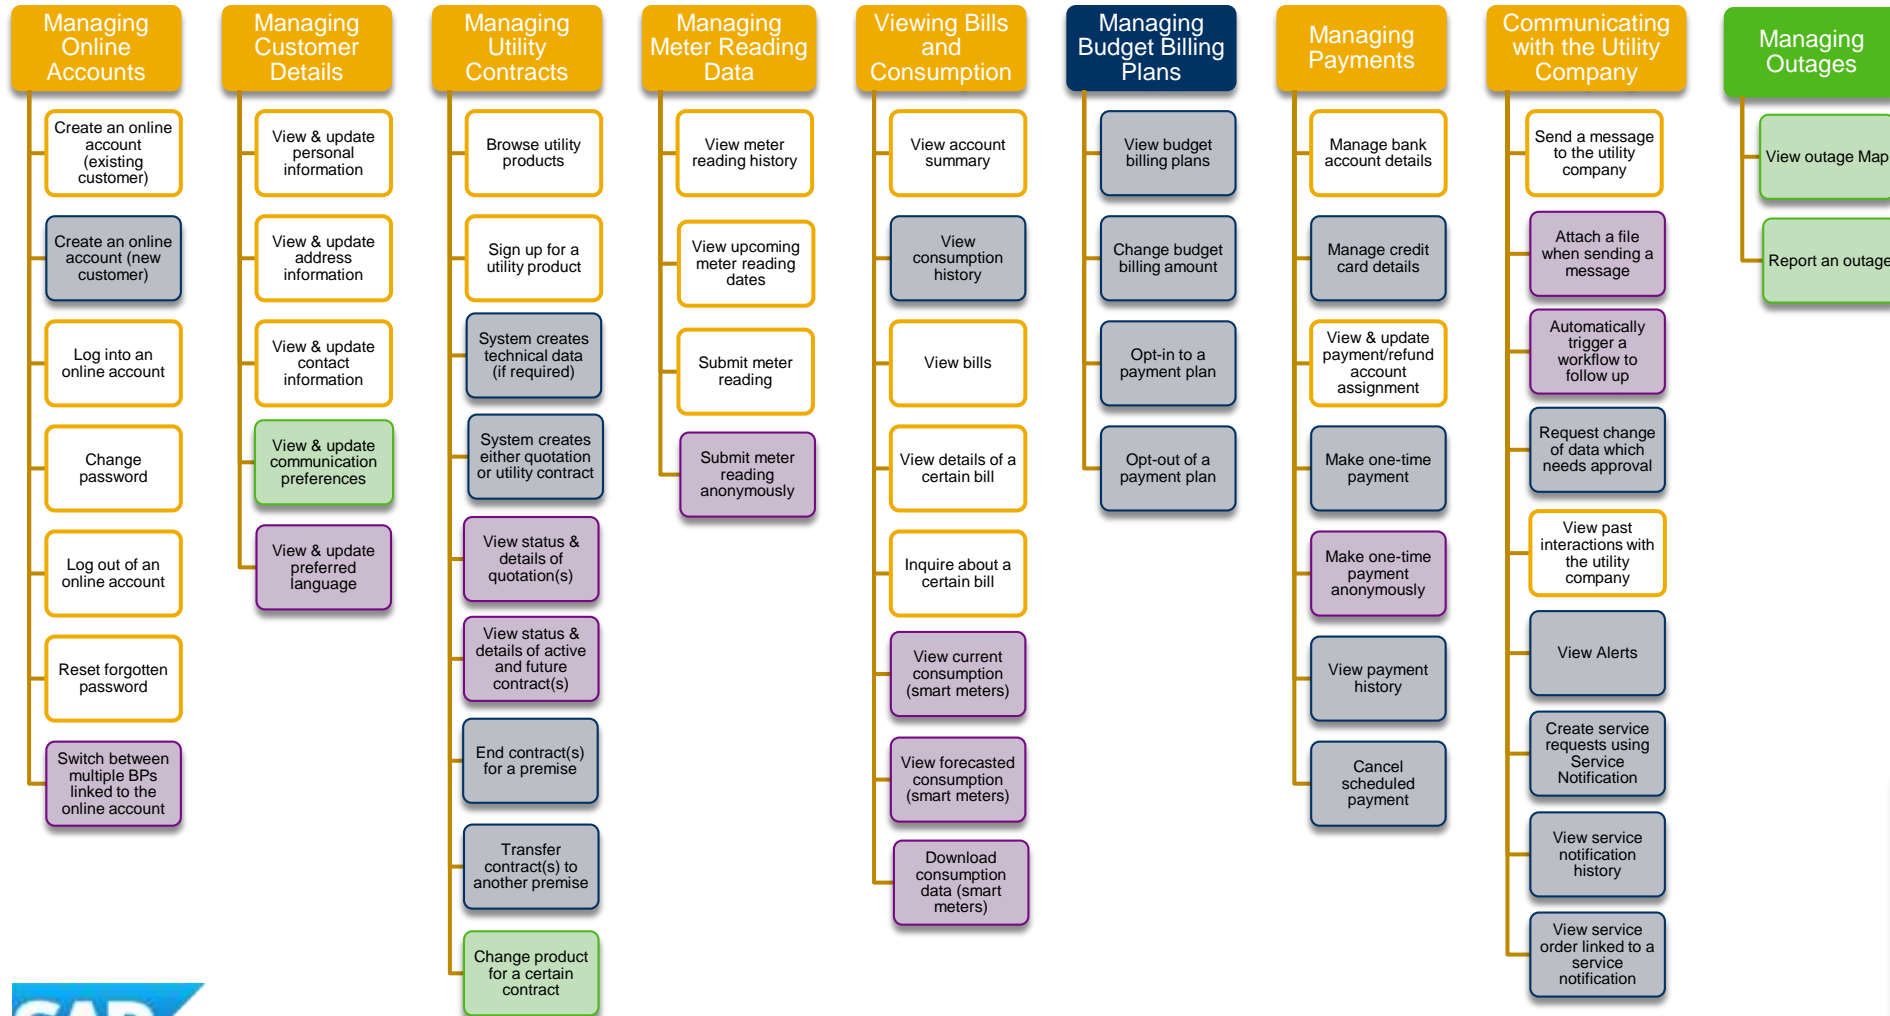 Managing
Online
Accounts
Create an online
account
(existing
customer)
Create an online
account (new
customer)
Log into an
online account
Change
password
Log out of an
online account
Reset forgotten
password
Switch between
multiple BPs
linked to the
online account
Managing
Customer
Details
View & update
personal
information
View & update
address
information
View & update
contact
information
View & update
communication
preferences
View & update
preferred
language
Managing
Utility
Contracts
Browse utility
products
Sign up for a
utility product
System creates
technical data
(if required)
System creates
either quotation
or utility contract
View status &
details of
quotation(s)
View status &
details of active
and future
contract(s)
End contract(s)
for a premise
Transfer
contract(s) to
another premise
Change product
for a certain
contract
Managing
Meter Reading
Data
View meter
reading history
View upcoming
meter reading
dates
Submit meter
reading
Submit meter
reading
anonymously
Viewing Bills
and
Consumption
View account
summary
View
consumption
history
View bills
View details of a
certain bill
Inquire about a
certain bill
View current
consumption
(smart meters)
View forecasted
consumption
(smart meters)
Download
consumption
data (smart
meters)
Managing
Budget Billing
Plans
View budget
billing plans
Change budget
billing amount
Opt-in to a
payment plan
Opt-out of a
payment plan
Managing
Payments
Manage bank
account details
Manage credit
card details
View & update
payment/refund
account
assignment
Make one-time
payment
Make one-time
payment
anonymously
View payment
history
Cancel
scheduled
payment
Communicating
with the Utility
Company
Send a message
to the utility
company
Attach a file
when sending a
message
Automatically
trigger a
workflow to
follow up
Request change
of data which
needs approval
View past
interactions with
the utility
company
View Alerts
Create service
requests using
Service
Notification
View service
notification
history
View service
order linked to a
service
notification
Managing
Outages
View outage Map
Report an outage
SAP